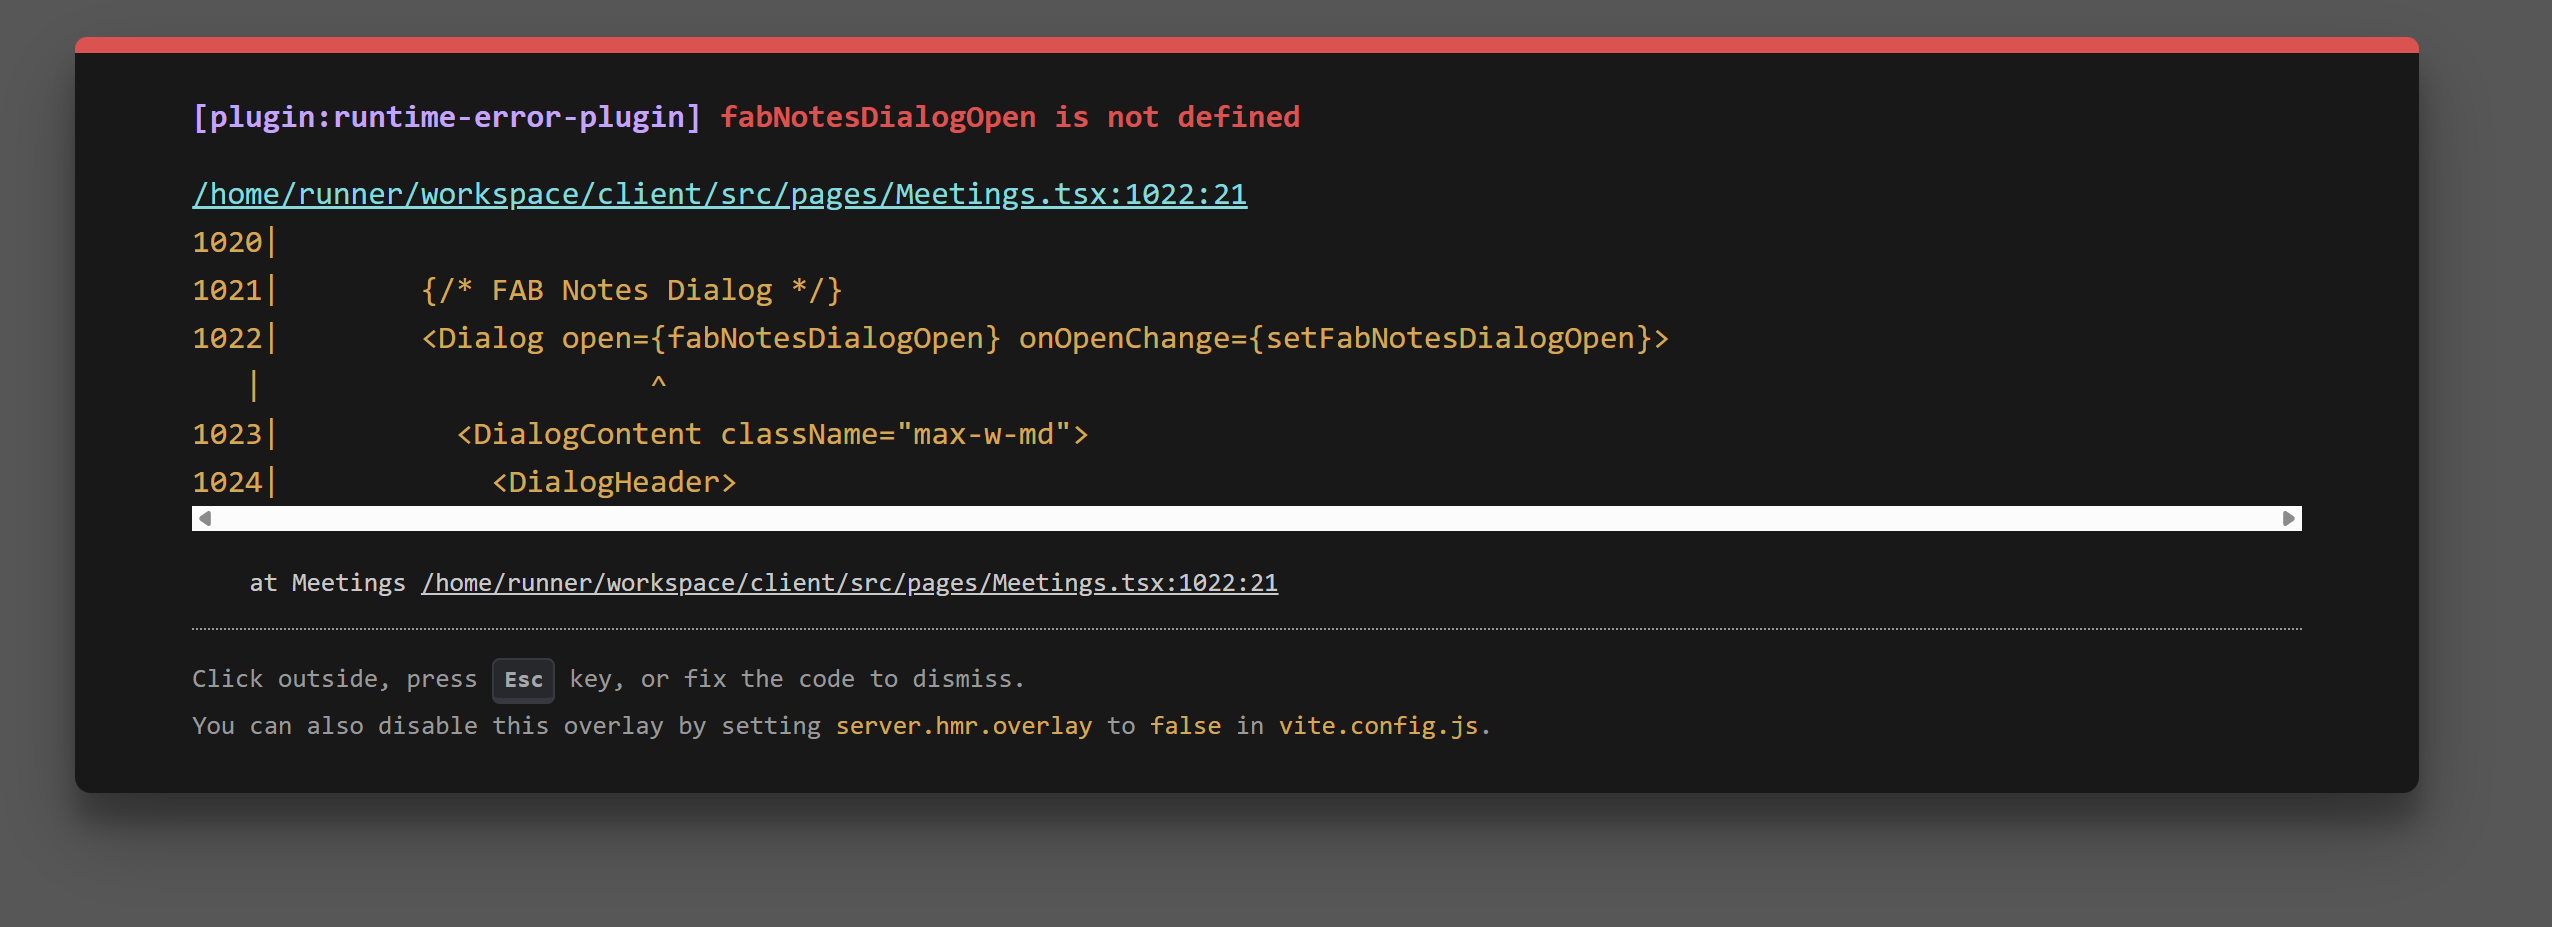 [plugin:runtime-error-plugin] fabNotesDialogOpen is not defined
/home/runner/workspace/client/src/pages/Meetings.tsx:1022:21
1020|
1021|        {/* FAB Notes Dialog */}
1022|        <Dialog open={fabNotesDialogOpen} onOpenChange={setFabNotesDialogOpen}>
   |                      ^
1023|          <DialogContent className="max-w-md">
1024|            <DialogHeader>
at Meetings /home/runner/workspace/client/src/pages/Meetings.tsx:1022:21
Click outside, press Esc key, or fix the code to dismiss.
You can also disable this overlay by setting server.hmr.overlay to false in vite.config.js.